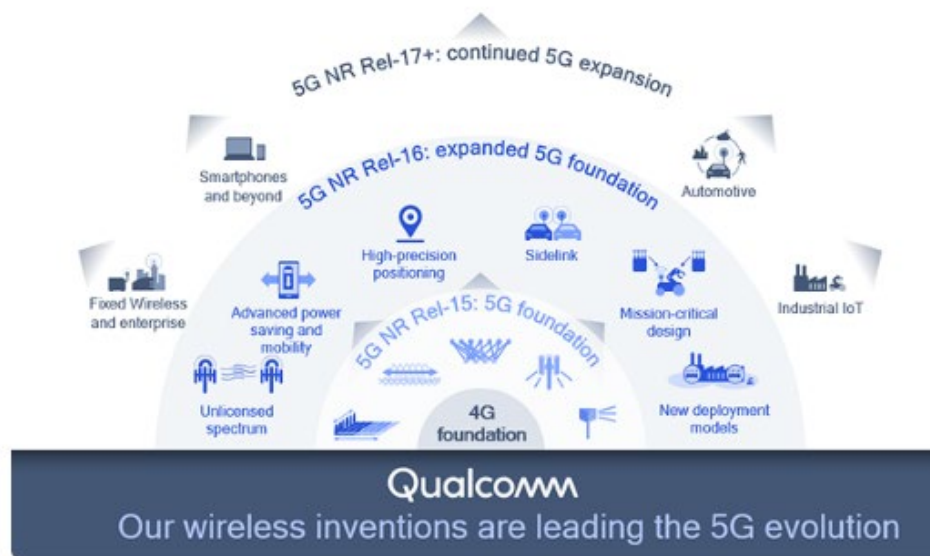 5G NR Rel-17+: continued 5G expansion
Smartphones
and beyond
Automotive
5G NR Rel-16: expanded 5G foundation
High-precision
positioning
Sidelink
Fixed Wireless
and enterprise
Advanced power
saving and
mobility
Mission-critical
design
Industrial IoT
5G NR Rel-15: 5G foundation
Unlicensed
spectrum
New deployment
models
4G
foundation
Qualcomm
Our wireless inventions are leading the 5G evolution